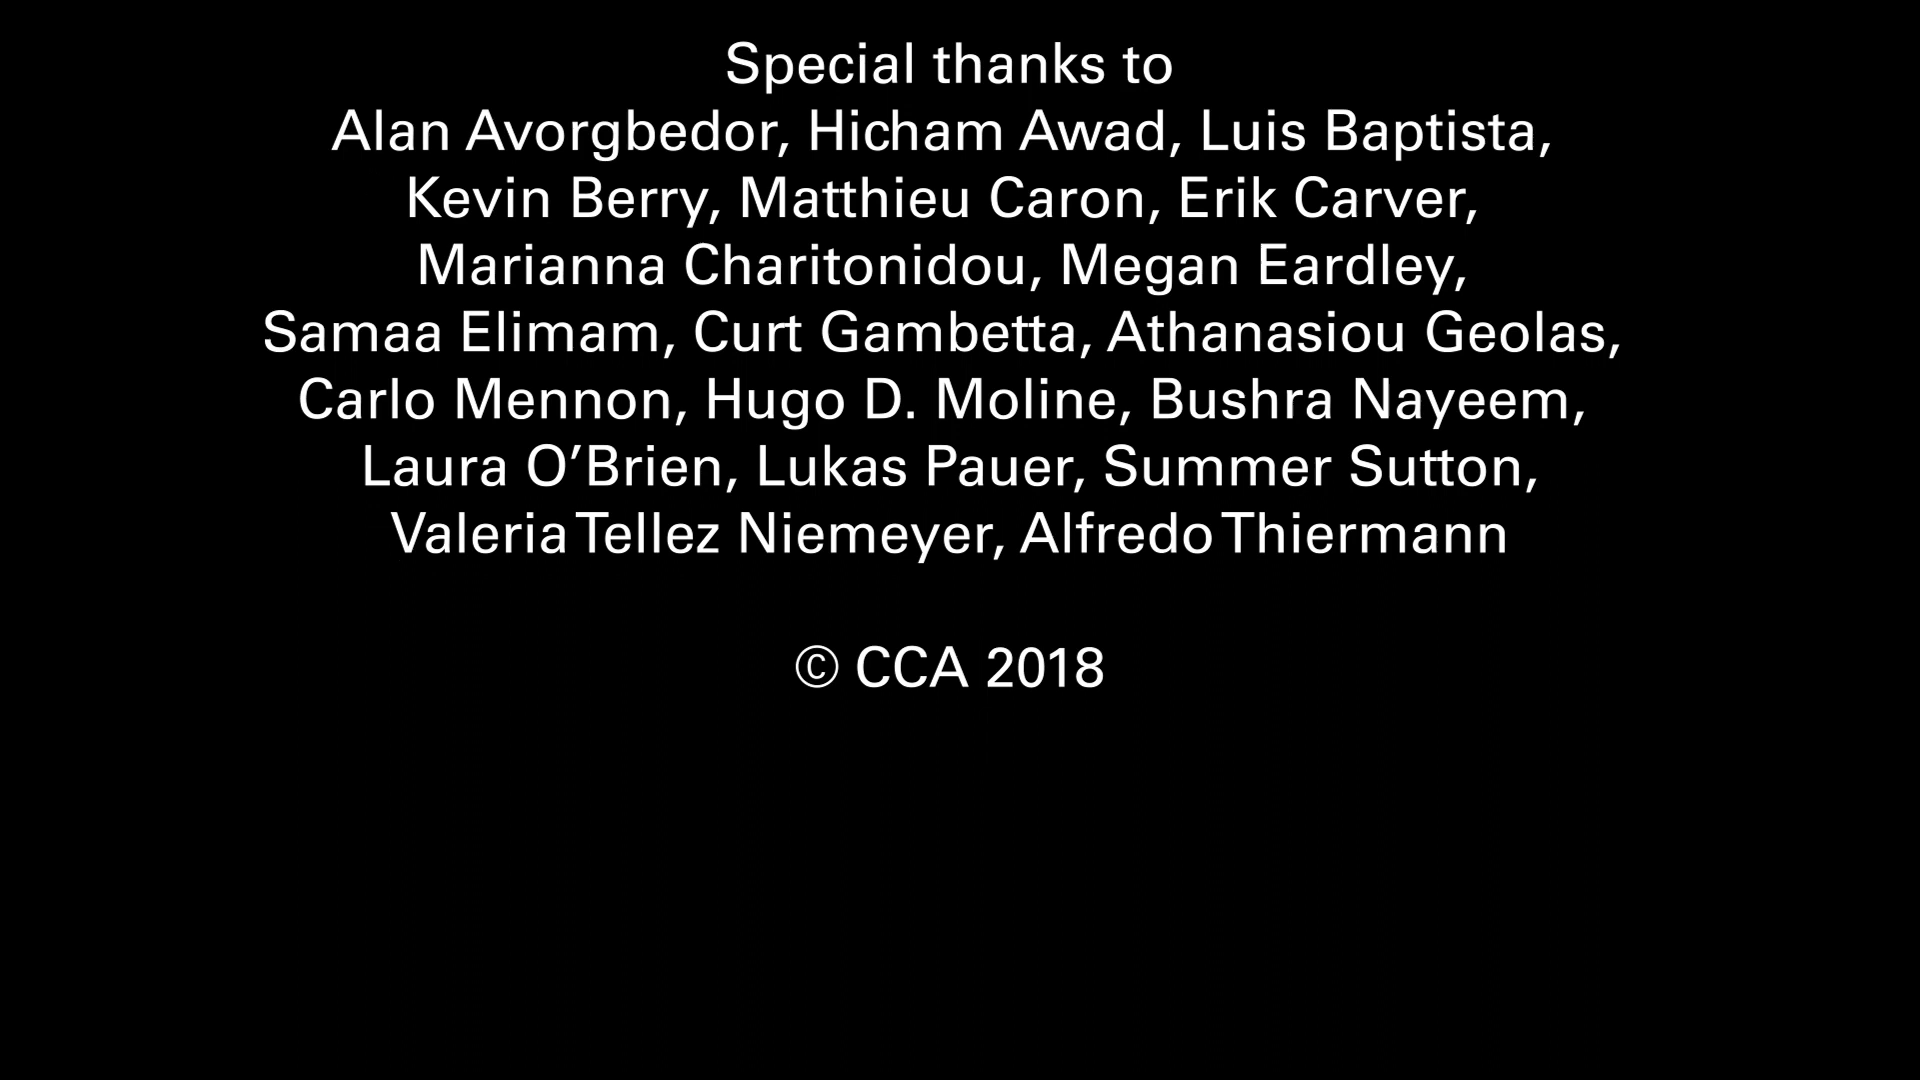 Special thanks to
Alan Avorgbedor, Hicham Awad, Luis Baptista,
Kevin Berry, Matthieu Caron, Erik Carver,
Marianna Charitonidou, Megan Eardley,
Samaa Elimam, Curt Gambetta, Athanasiou Geolas,
Carlo Mennon, Hugo D. Moline, Bushra Nayeem,
Laura O’Brien, Lukas Pauer, Summer Sutton,
Valeria Tellez Niemeyer, Alfredo Thiermann
© CCA 2018